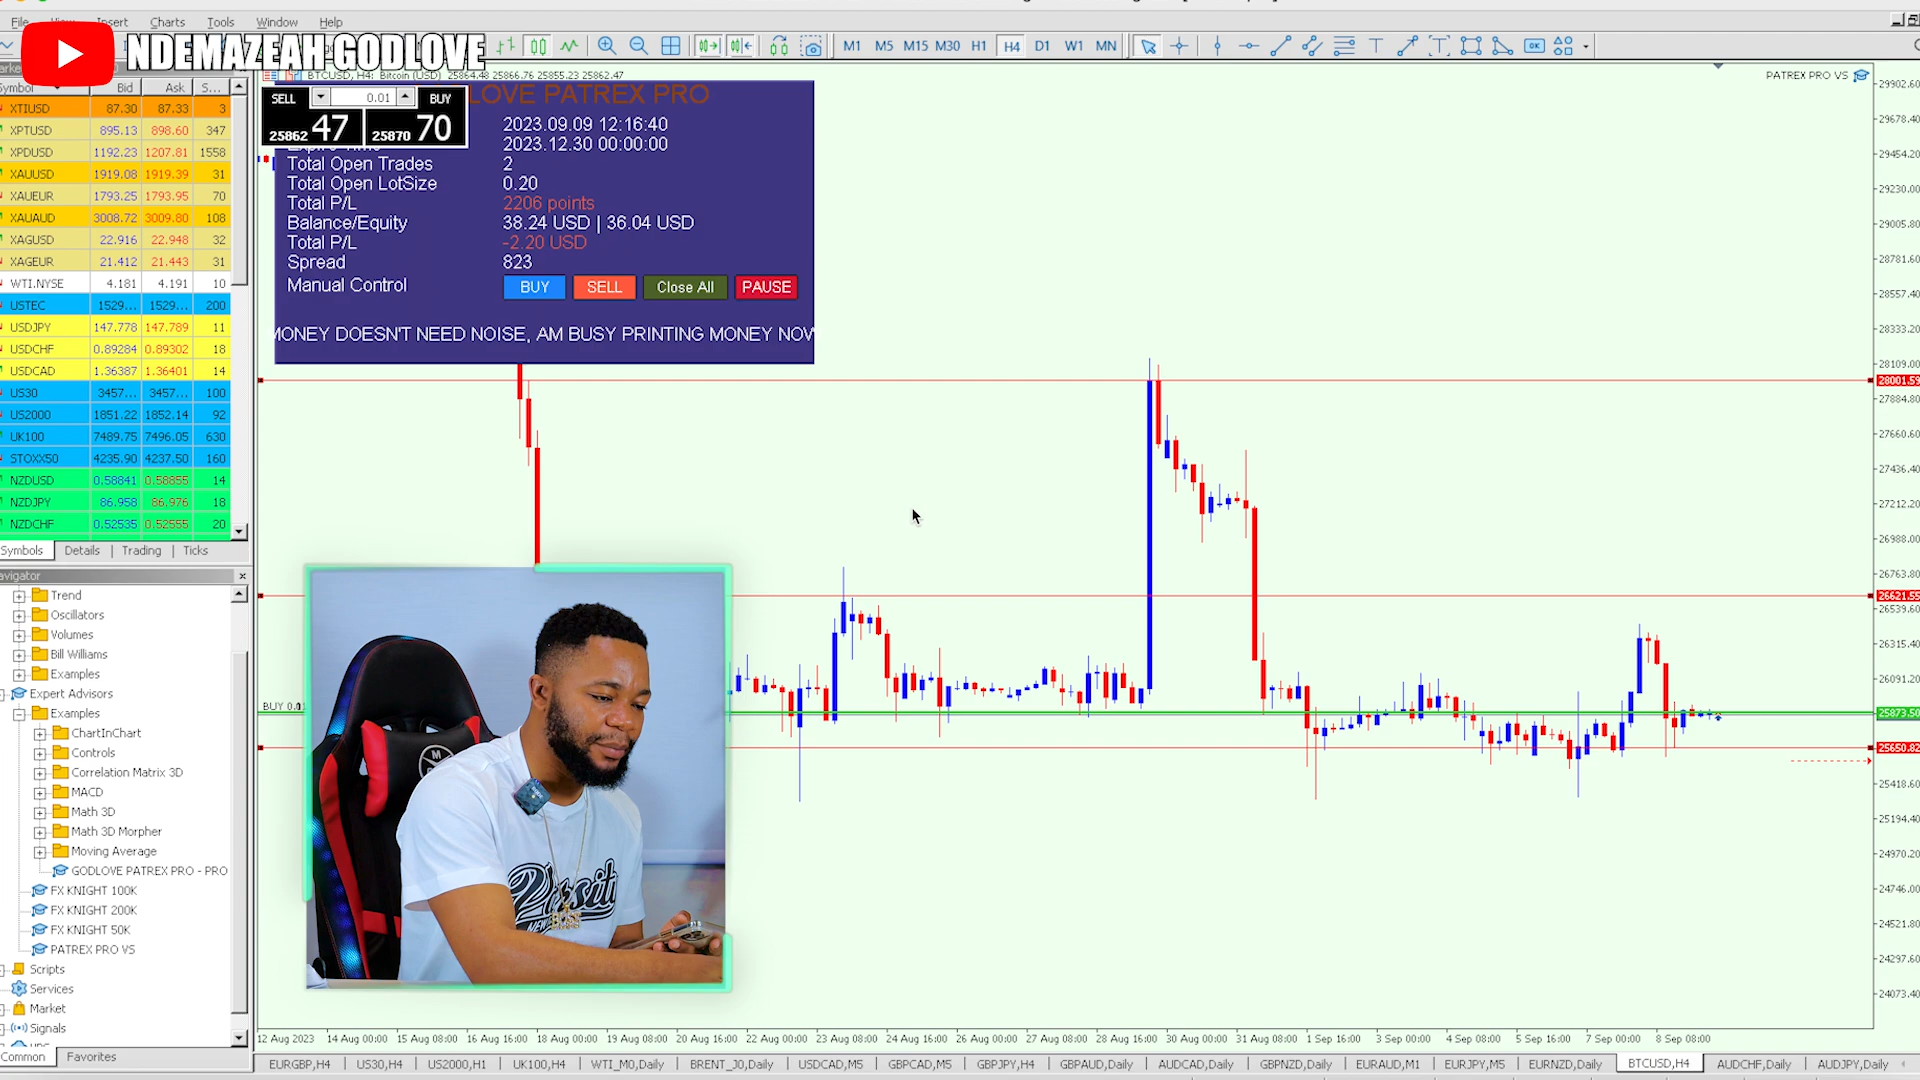 File View Insert Charts Tools Window Help
NDEMAZEAH GODLOVE
M1 M5 M15 M30 H1 H4 D1 W1 MN
OK
Symbol Bid Ask S...
XTIUSD 87.30 87.33 3
XPTUSD 895.13 898.60 347
XPDUSD 1192.23 1207.81 1558
XAUUSD 1919.08 1919.39 31
XAUEUR 1793.25 1793.95 70
XAUAUD 3008.72 3009.80 108
XAGUSD 22.916 22.948 32
XAGEUR 21.412 21.443 31
WTI.NYSE 4.181 4.191 10
USTEC 1529... 1529... 200
USDJPY 147.778 147.789 11
USDCHF 0.89284 0.89302 18
USDCAD 1.36387 1.36401 14
US30 3457... 3457... 100
US2000 1851.22 1852.14 92
UK100 7489.75 7496.05 630
STOXX50 4235.90 4237.50 160
NZDUSD 0.58841 0.58855 14
NZDJPY 86.958 86.976 18
NZDCHF 0.52535 0.52555 20
Symbols Details Trading Ticks
avigator
Trend
Oscillators
Volumes
Bill Williams
Examples
Expert Advisors
Examples
ChartInChart
Controls
Correlation Matrix 3D
MACD
Math 3D
Math 3D Morpher
Moving Average
GODLOVE PATREX PRO - PRO
FX KNIGHT 100K
FX KNIGHT 200K
FX KNIGHT 50K
PATREX PRO VS
Scripts
Services
Market
Signals
Common Favorites
BTCUSD, H4: Bitcoin (USD) 25864.48 25866.76 25855.23 25862.47
PATREX PRO VS
SELL 0.01 BUY
25862 47 25870 70
LOVE PATREX PRO
2023.09.09 12:16:40
2023.12.30 00:00:00
Total Open Trades 2
Total Open LotSize 0.20
Total P/L 2206 points
Balance/Equity 38.24 USD | 36.04 USD
Total P/L -2.20 USD
Spread 823
Manual Control BUY SELL Close All PAUSE
MONEY DOESN'T NEED NOISE, AM BUSY PRINTING MONEY NOW
29902.60
29678.40
29454.20
29230.00
29005.80
28781.60
28557.40
28333.20
28109.00
28001.59
27884.80
27660.60
27436.40
27212.20
26988.00
26763.80
26621.55
26539.60
26315.40
26091.20
25873.50
25650.82
25418.60
25194.40
24970.20
24746.00
24521.80
24297.60
24073.40
12 Aug 2023 14 Aug 00:00 15 Aug 08:00 16 Aug 16:00 18 Aug 00:00 19 Aug 08:00 20 Aug 16:00 22 Aug 00:00 23 Aug 08:00 24 Aug 16:00 26 Aug 00:00 27 Aug 08:00 28 Aug 16:00 30 Aug 00:00 31 Aug 08:00 1 Sep 16:00 3 Sep 00:00 4 Sep 08:00 5 Sep 16:00 7 Sep 00:00 8 Sep 08:00
EURGBP,H4 US30,H4 US2000,H1 UK100,H4 WTI_M0,Daily BRENT_J0,Daily USDCAD,M5 GBPCAD,M5 GBPJPY,H4 GBPAUD,Daily AUDCAD,Daily GBPNZD,Daily EURAUD,M1 EURJPY,M5 EURNZD,Daily BTCUSD,H4 AUDCHF,Daily AUDJPY,Daily